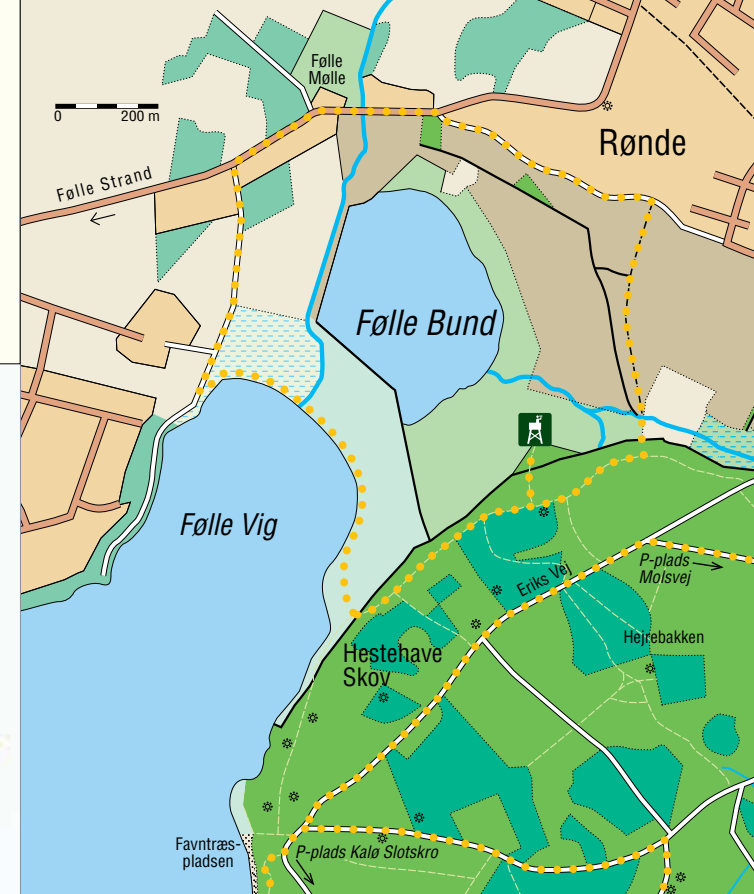 Følle
Mølle
0 200 m
Rønde
Følle Strand
Følle Bund
Følle Vig
P-plads
Molsvej
Eriks Vej
Hejrebakken
Hestehave
Skov
Favntræs-
pladsen
P-plads Kalø Slotskro